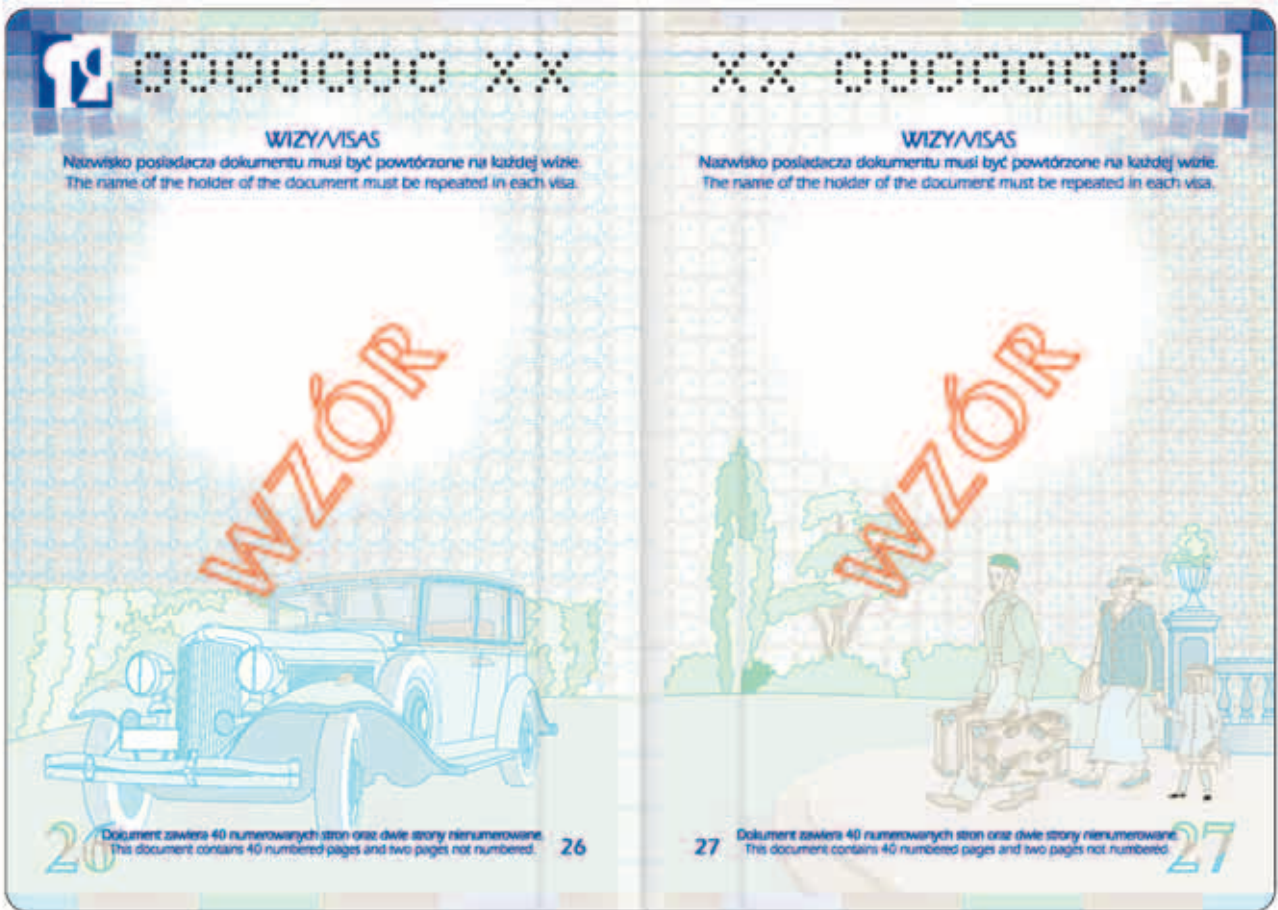 0000000 XX
WIZY/VISAS
Nazwisko posiadacza dokumentu musi być powtórzone na każdej wizie.
The name of the holder of the document must be repeated in each visa.
WZÓR
26
Dokument zawiera 40 numerowanych stron oraz dwie strony nienumerowane.
This document contains 40 numbered pages and two pages not numbered.
26
XX 0000000
WIZY/VISAS
Nazwisko posiadacza dokumentu musi być powtórzone na każdej wizie.
The name of the holder of the document must be repeated in each visa.
WZÓR
27
Dokument zawiera 40 numerowanych stron oraz dwie strony nienumerowane.
This document contains 40 numbered pages and two pages not numbered.
27